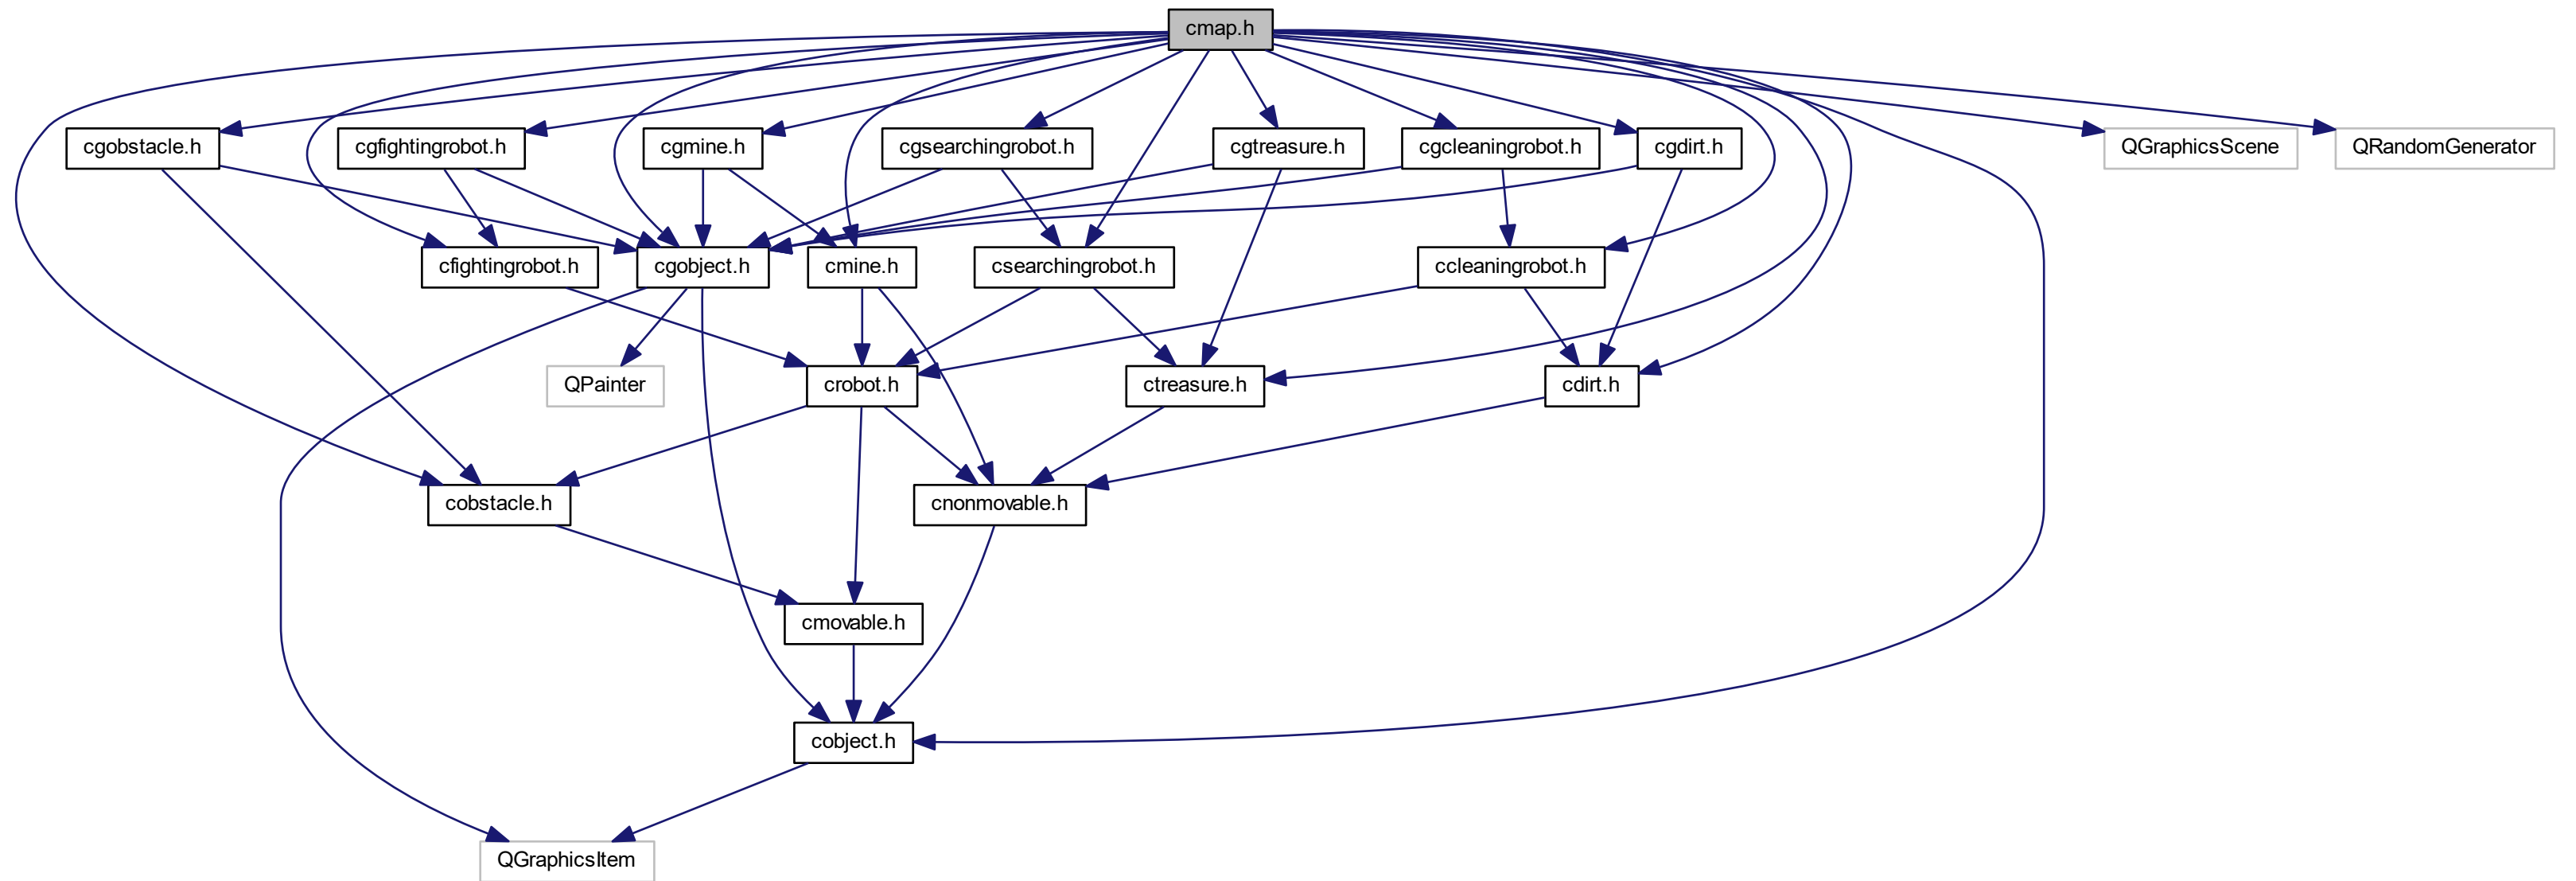 cmap.h
cgobstacle.h
cgfightingrobot.h
cgmine.h
cgsearchingrobot.h
cgtreasure.h
cgcleaningrobot.h
cgdirt.h
QGraphicsScene
QRandomGenerator
cfightingrobot.h
cgobject.h
cmine.h
csearchingrobot.h
ccleaningrobot.h
QPainter
crobot.h
ctreasure.h
cdirt.h
cobstacle.h
cnonmovable.h
cmovable.h
cobject.h
QGraphicsItem